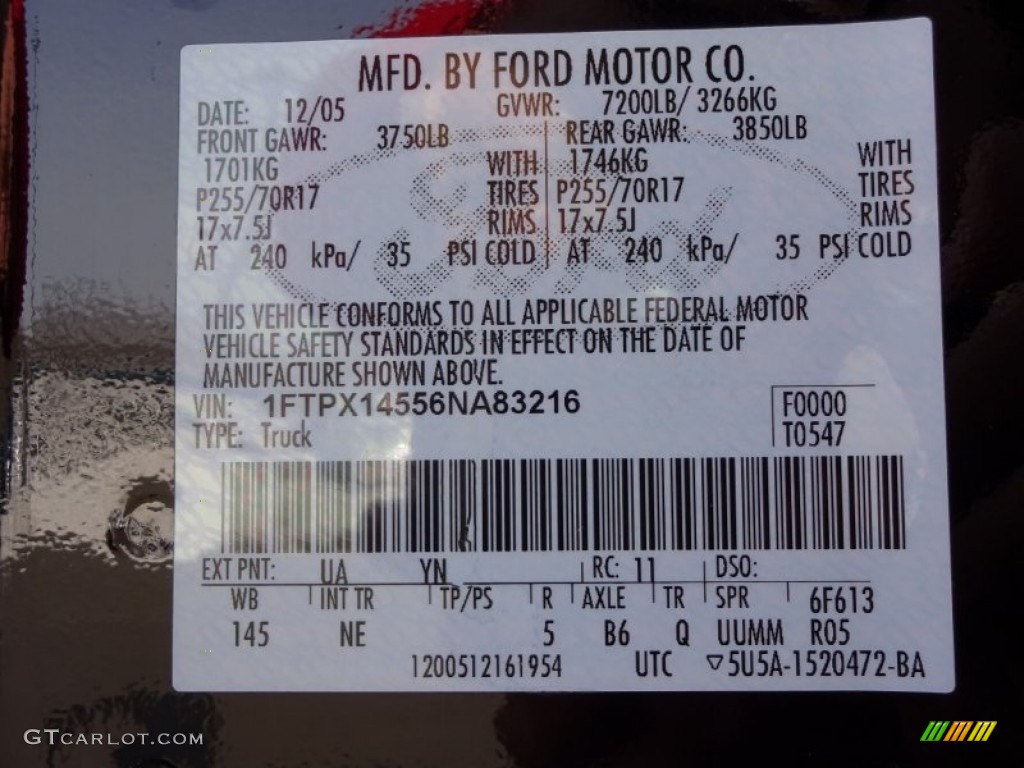 MFD. BY FORD MOTOR CO.
DATE: 12/05 GVWR: 7200LB/ 3266KG
FRONT GAWR: 3750LB REAR GAWR: 3850LB
1701KG WITH 1746KG WITH
P255/70R17 TIRES P255/70R17 TIRES
17x7.5J RIMS 17x7.5J RIMS
AT 240 kPa/ 35 PSI COLD AT 240 kPa/ 35 PSI COLD
THIS VEHICLE CONFORMS TO ALL APPLICABLE FEDERAL MOTOR
VEHICLE SAFETY STANDARDS IN EFFECT ON THE DATE OF
MANUFACTURE SHOWN ABOVE.
VIN: 1FTPX14556NA83216 F0000
TYPE: Truck T0547
EXT PNT: UA YN RC: 11 DSO:
WB INT TR TP/PS R AXLE TR SPR 6F613
145 NE 5 B6 Q UUMM R05
1200512161954 UTC ▽5U5A-1520472-BA
GTCARLOT.COM